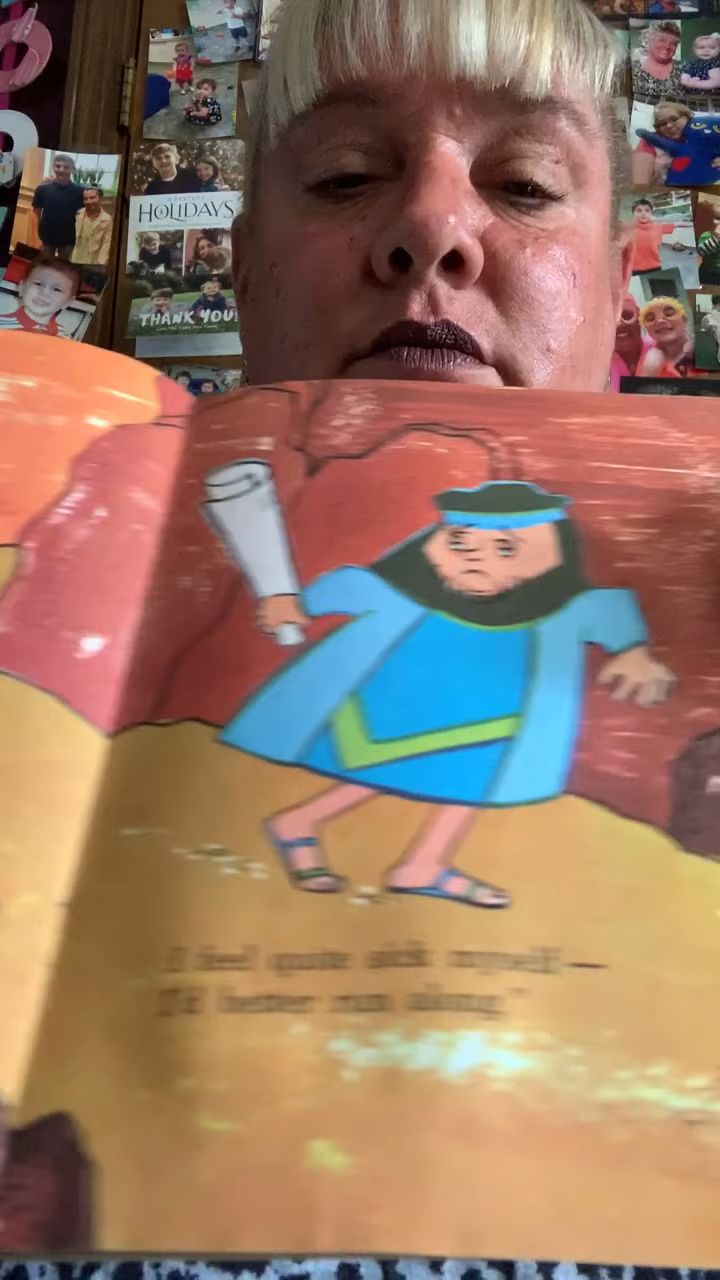 HOLIDAYS
THANK YOU!
I feel quite sick myself—
I'd better run along."